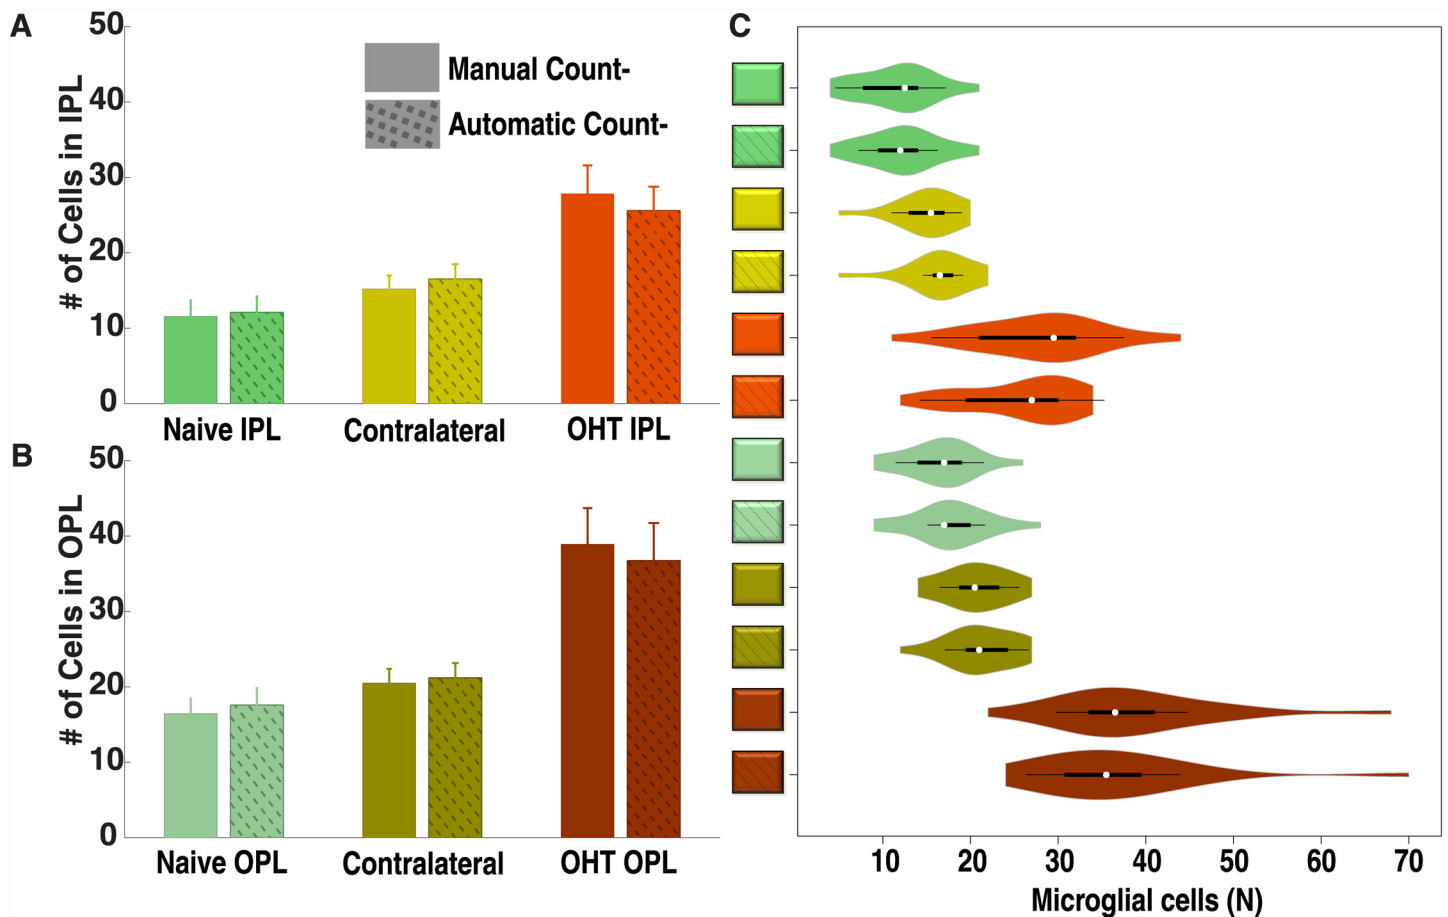 A
# of Cells in IPL
50
40
30
20
10
0
Manual Count-
Automatic Count-
Naive IPL Contralateral OHT IPL
B
# of Cells in OPL
50
40
30
20
10
0
Naive OPL Contralateral OHT OPL
C
10 20 30 40 50 60 70
Microglial cells (N)